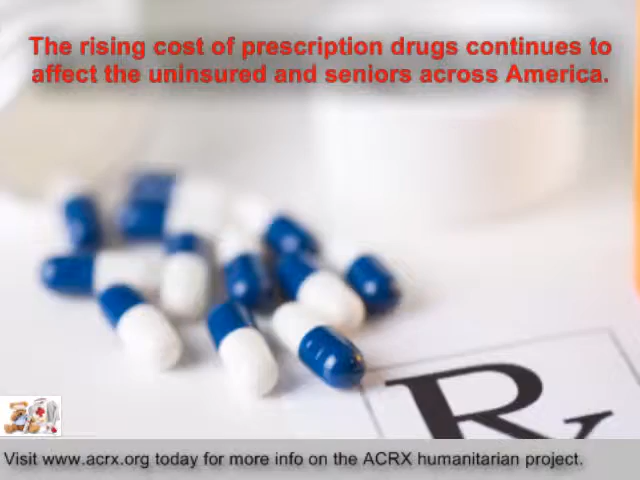 The rising cost of prescription drugs continues to
affect the uninsured and seniors across America.
Rx
Visit www.acrx.org today for more info on the ACRX humanitarian project.